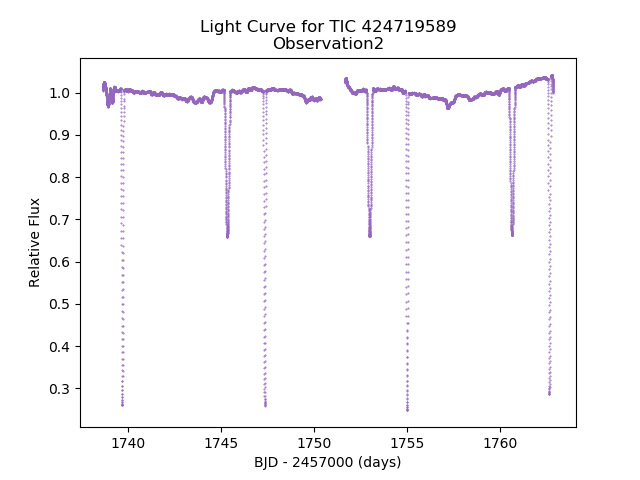 Light Curve for TIC 424719589
Observation2
1.0
0.9
0.8
0.7
0.6
0.5
0.4
0.3
Relative Flux
1740 1745 1750 1755 1760
BJD - 2457000 (days)